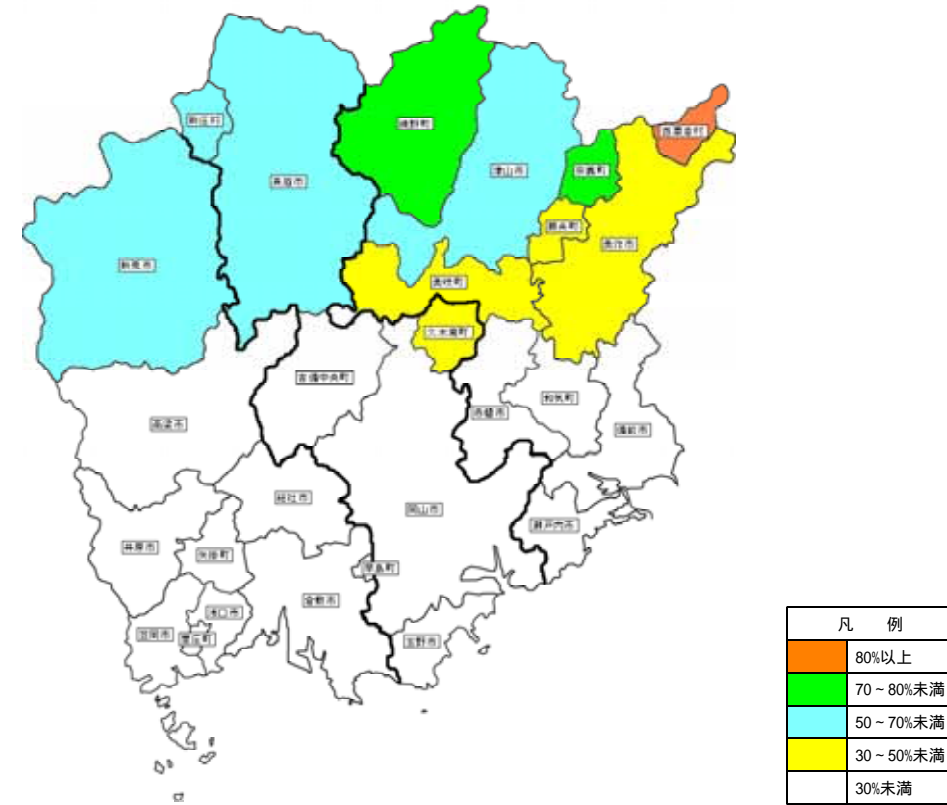 鏡野町
西粟倉村
新庄村
奈義町
津山市
真庭市
勝央町
美作市
新見市
美咲町
久米南町
吉備中央町
和気町
赤磐市
高梁市
備前市
総社市
岡山市
瀬戸内市
井原市
矢掛町
早島町
倉敷市
浅口市
笠岡市
里庄町
玉野市
凡 例
80%以上
70~80%未満
50~70%未満
30~50%未満
30%未満